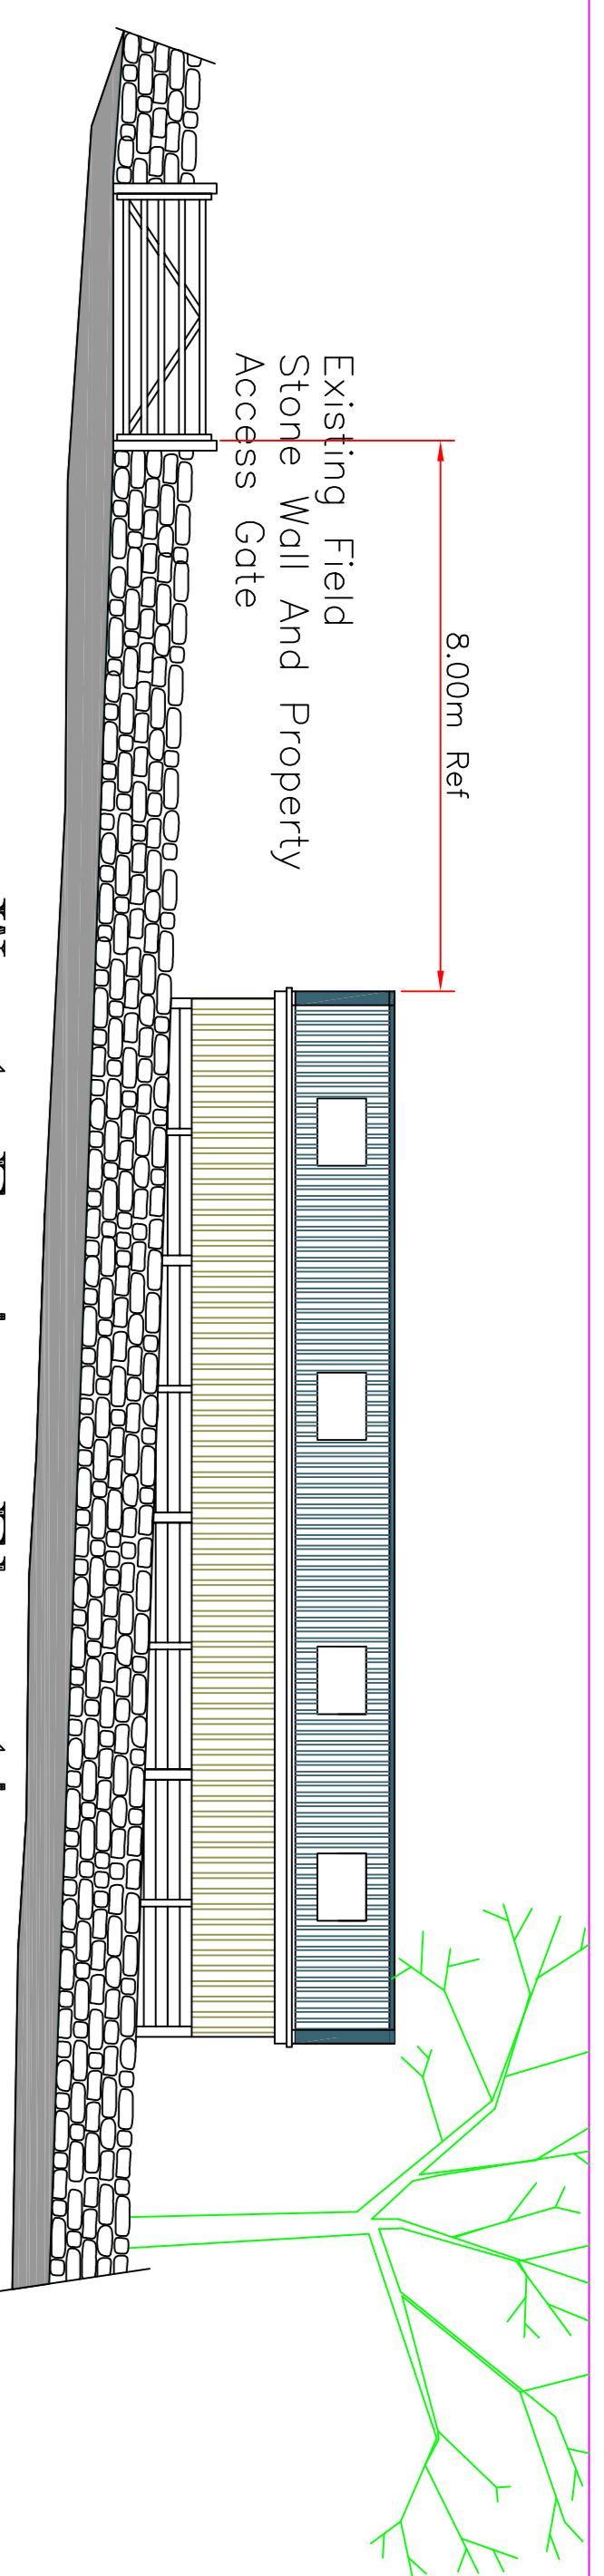 8.00m Ref
Existing Field
Stone Wall And Property
Access Gate